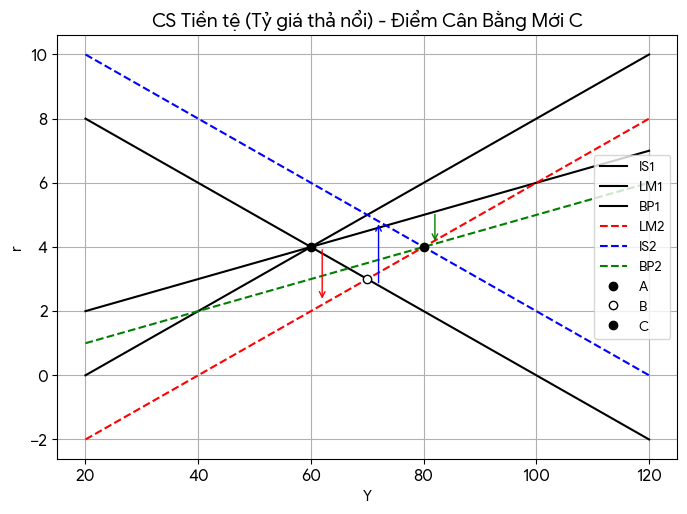 CS Tiền tệ (Tỷ giá thả nổi) - Điểm Cân Bằng Mới C
10
8
6
4
2
0
−2
r
IS1
LM1
BP1
LM2
IS2
BP2
A
B
C
20 40 60 80 100 120
Y